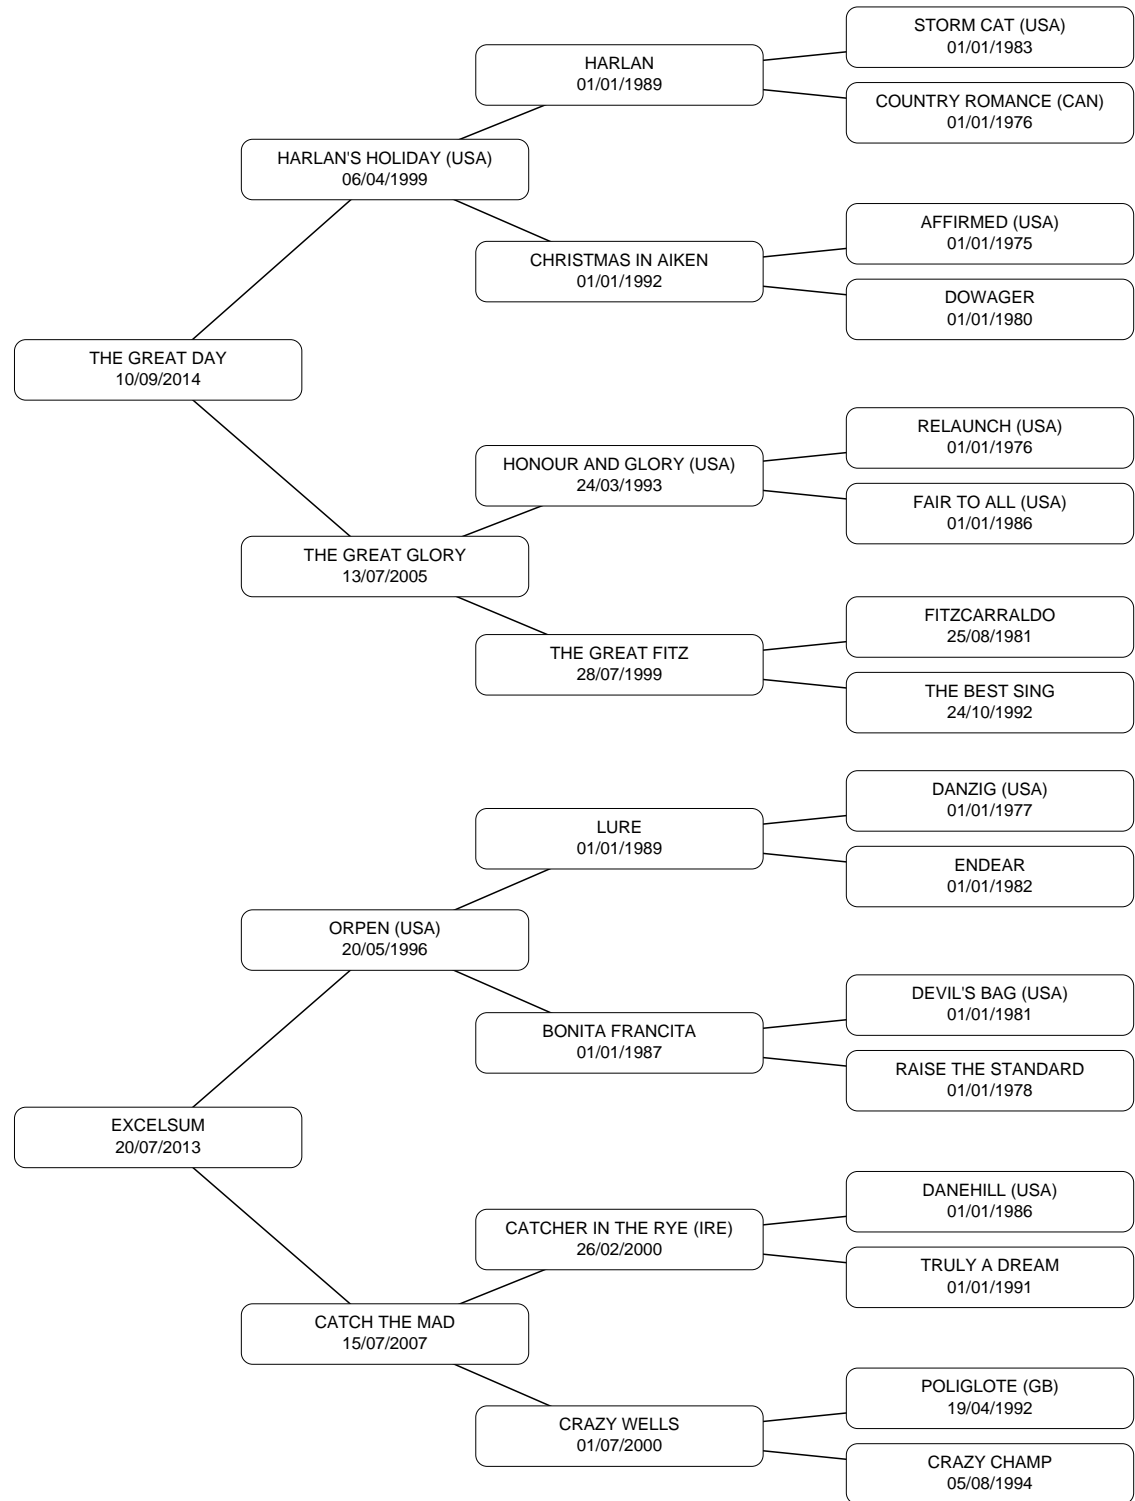 STORM CAT (USA)
01/01/1983
HARLAN
01/01/1989
COUNTRY ROMANCE (CAN)
01/01/1976
HARLAN'S HOLIDAY (USA)
06/04/1999
AFFIRMED (USA)
01/01/1975
CHRISTMAS IN AIKEN
01/01/1992
DOWAGER
01/01/1980
THE GREAT DAY
10/09/2014
RELAUNCH (USA)
01/01/1976
HONOUR AND GLORY (USA)
24/03/1993
FAIR TO ALL (USA)
01/01/1986
THE GREAT GLORY
13/07/2005
FITZCARRALDO
25/08/1981
THE GREAT FITZ
28/07/1999
THE BEST SING
24/10/1992
DANZIG (USA)
01/01/1977
LURE
01/01/1989
ENDEAR
01/01/1982
ORPEN (USA)
20/05/1996
DEVIL'S BAG (USA)
01/01/1981
BONITA FRANCITA
01/01/1987
RAISE THE STANDARD
01/01/1978
EXCELSUM
20/07/2013
DANEHILL (USA)
01/01/1986
CATCHER IN THE RYE (IRE)
26/02/2000
TRULY A DREAM
01/01/1991
CATCH THE MAD
15/07/2007
POLIGLOTE (GB)
19/04/1992
CRAZY WELLS
01/07/2000
CRAZY CHAMP
05/08/1994